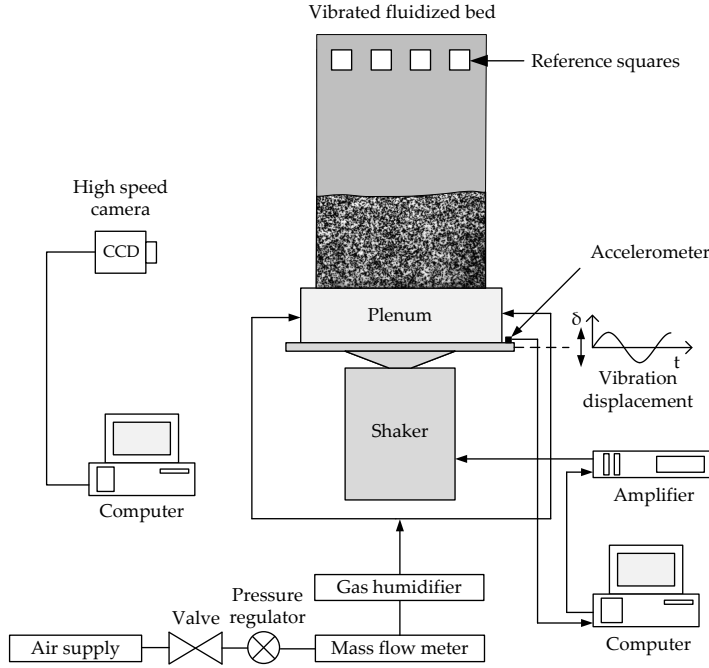 Vibrated fluidized bed
Reference squares
High speed
camera
CCD
Accelerometer
Plenum
δ
t
Vibration
displacement
Shaker
Computer
Amplifier
Gas humidifier
Pressure
regulator
Valve
Air supply
Mass flow meter
Computer